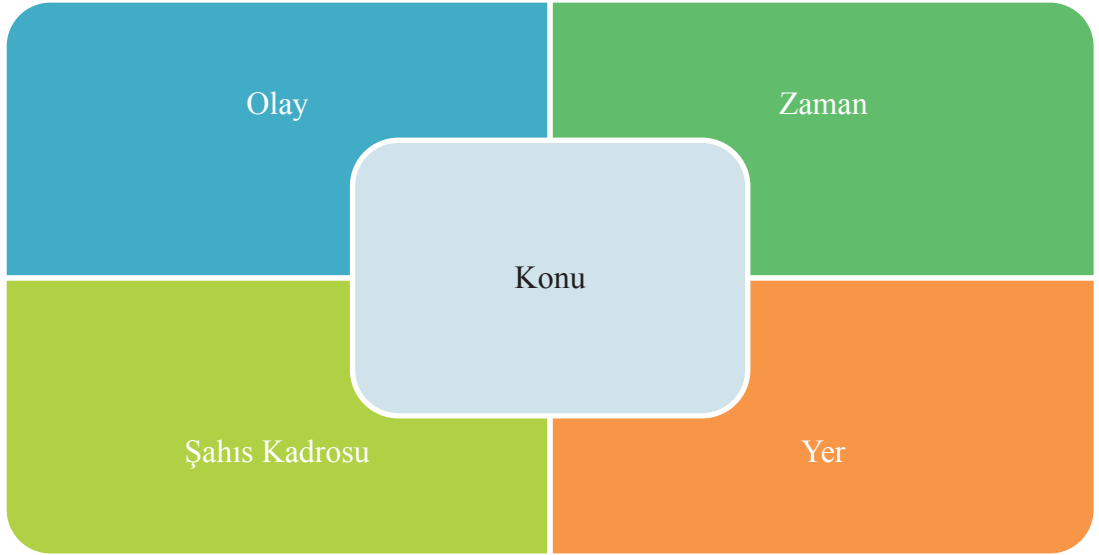 Olay
Zaman
Konu
Şahıs Kadrosu
Yer